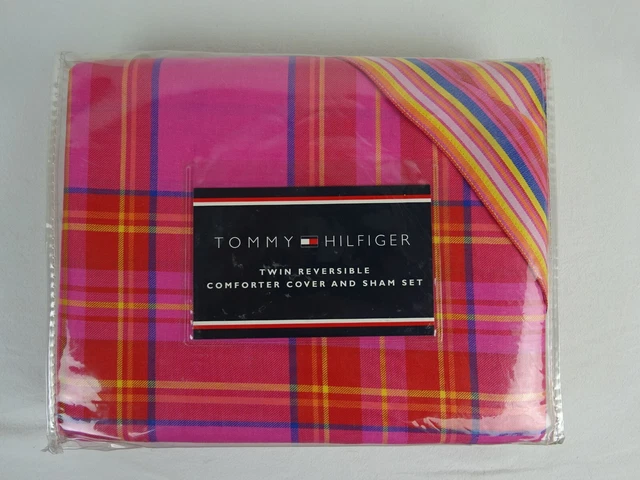 TOMMY HILFIGER
TWIN REVERSIBLE
COMFORTER COVER AND SHAM SET